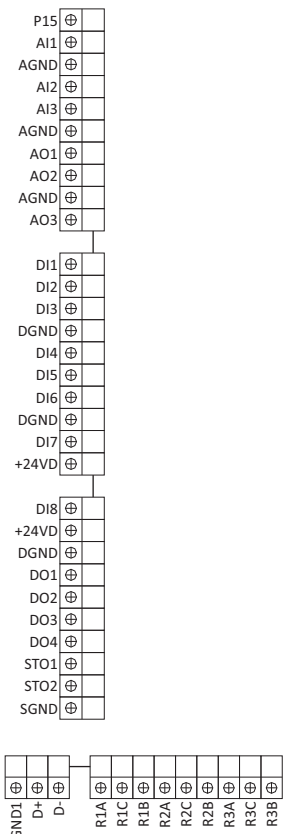 P15
AI1
AGND
AI2
AI3
AGND
AO1
AO2
AGND
AO3
DI1
DI2
DI3
DGND
DI4
DI5
DI6
DGND
DI7
+24VD
DI8
+24VD
DGND
DO1
DO2
DO3
DO4
STO1
STO2
SGND
GND1
D+
D-
R1A
R1C
R1B
R2A
R2C
R2B
R3A
R3C
R3B